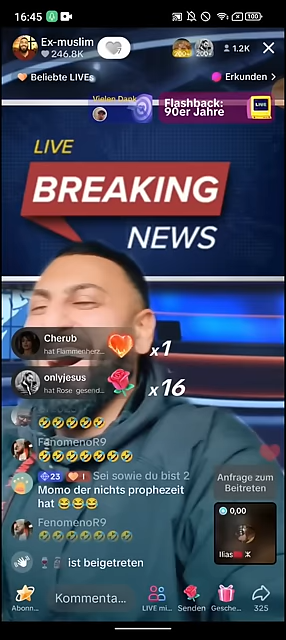 16:45
100
Ex-muslim
246.8K
200+
200+
1.2K
Beliebte LIVEs
Erkunden
Vielen Dank
Flashback:
90er Jahre
LIVE
LIVE
BREAKING
NEWS
Cherub
hat Flammenherz...
x1
onlyjesus
hat Rose gesend...
x16
🤣🤣🤣🤣🤣
FenomenoR9
🤣🤣🤣🤣🤣🤣🤣
23
I
Sei sowie du bist 2
Momo der nichts prophezeit
hat 😂😂😂
FenomenoR9
🤣🤣🤣🤣🤣🤣🤣
ist beigetreten
Anfrage zum
Beitreten
0,00
Ilias
Abonn...
Kommenta...
LIVE mi...
Senden
Gesche...
325